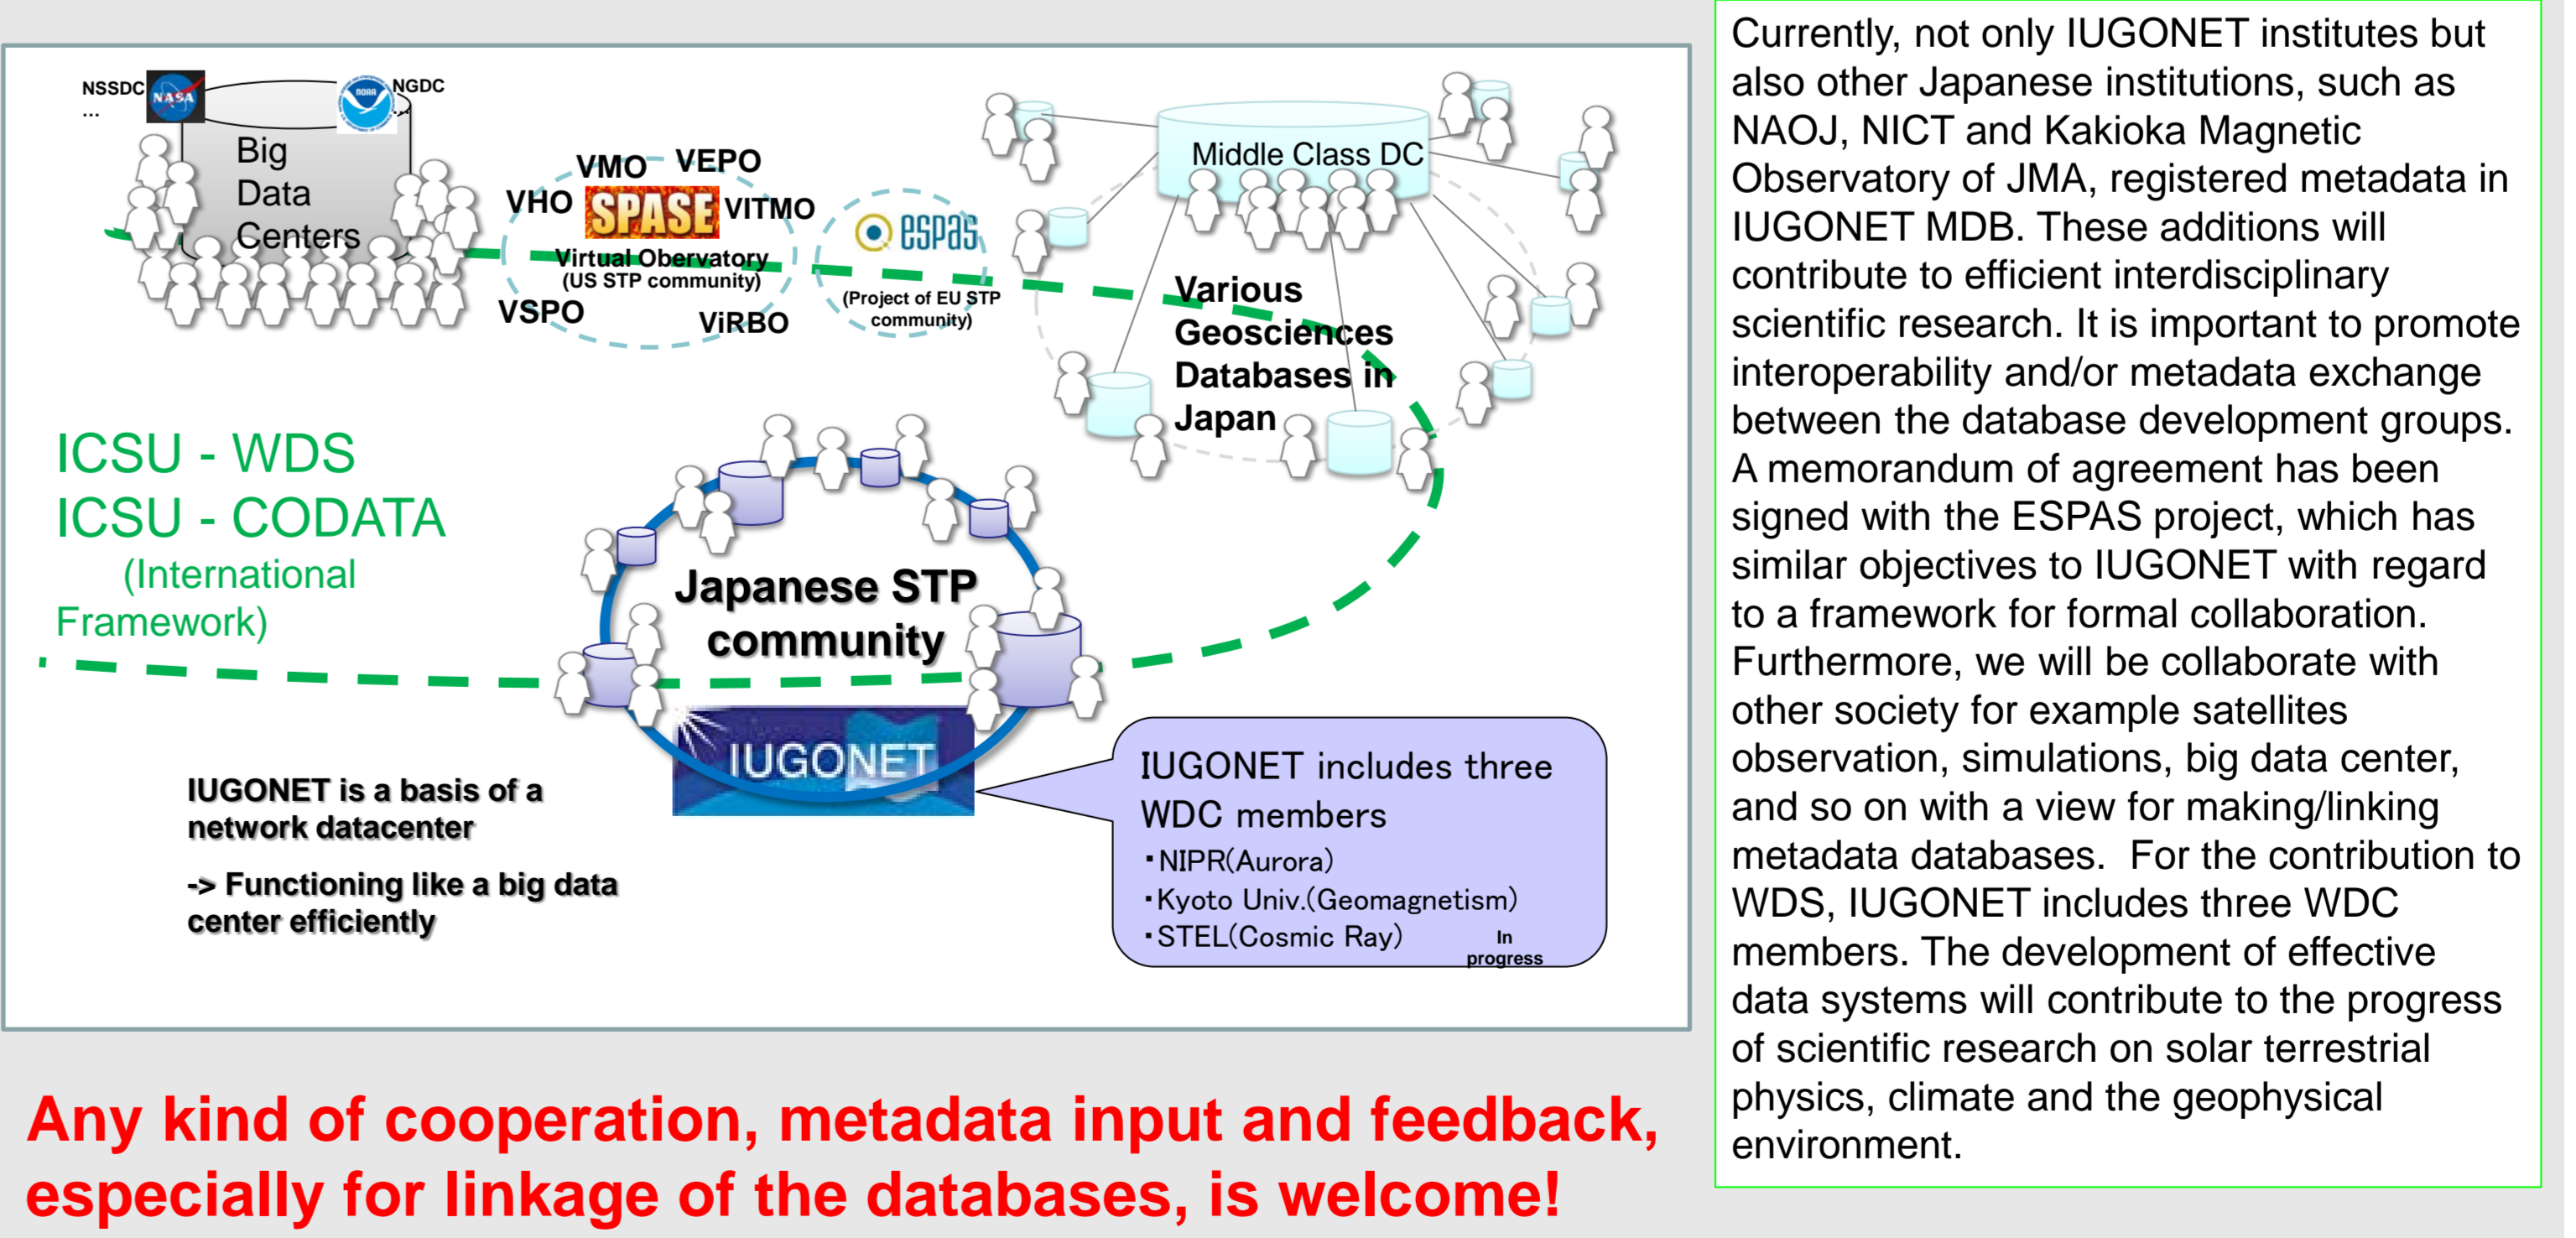 NSSDC
...
NASA
NOAA
NGDC
...
Big
Data
Centers
VMO
VEPO
VHO
SPASE
VITMO
Virtual Obervatory
(US STP community)
VSPO
ViRBO
espas
(Project of EU STP
community)
Middle Class DC
Various
Geosciences
Databases in
Japan
ICSU - WDS
ICSU - CODATA
(International
Framework)
Japanese STP
community
IUGONET
IUGONET is a basis of a
network datacenter
-> Functioning like a big data
center efficiently
IUGONET includes three
WDC members
・NIPR(Aurora)
・Kyoto Univ.(Geomagnetism)
・STEL(Cosmic Ray)
In
progress
Any kind of cooperation, metadata input and feedback,
especially for linkage of the databases, is welcome!
Currently, not only IUGONET institutes but
also other Japanese institutions, such as
NAOJ, NICT and Kakioka Magnetic
Observatory of JMA, registered metadata in
IUGONET MDB. These additions will
contribute to efficient interdisciplinary
scientific research. It is important to promote
interoperability and/or metadata exchange
between the database development groups.
A memorandum of agreement has been
signed with the ESPAS project, which has
similar objectives to IUGONET with regard
to a framework for formal collaboration.
Furthermore, we will be collaborate with
other society for example satellites
observation, simulations, big data center,
and so on with a view for making/linking
metadata databases.  For the contribution to
WDS, IUGONET includes three WDC
members. The development of effective
data systems will contribute to the progress
of scientific research on solar terrestrial
physics, climate and the geophysical
environment.